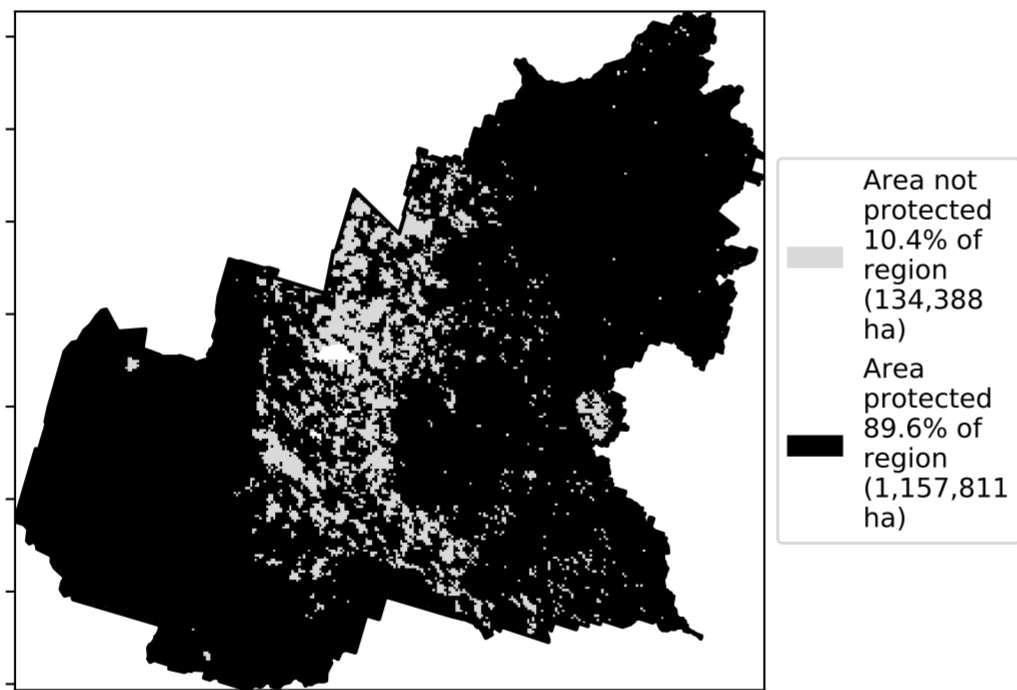 Area not
protected
10.4% of
region
(134,388
ha)
Area
protected
89.6% of
region
(1,157,811
ha)